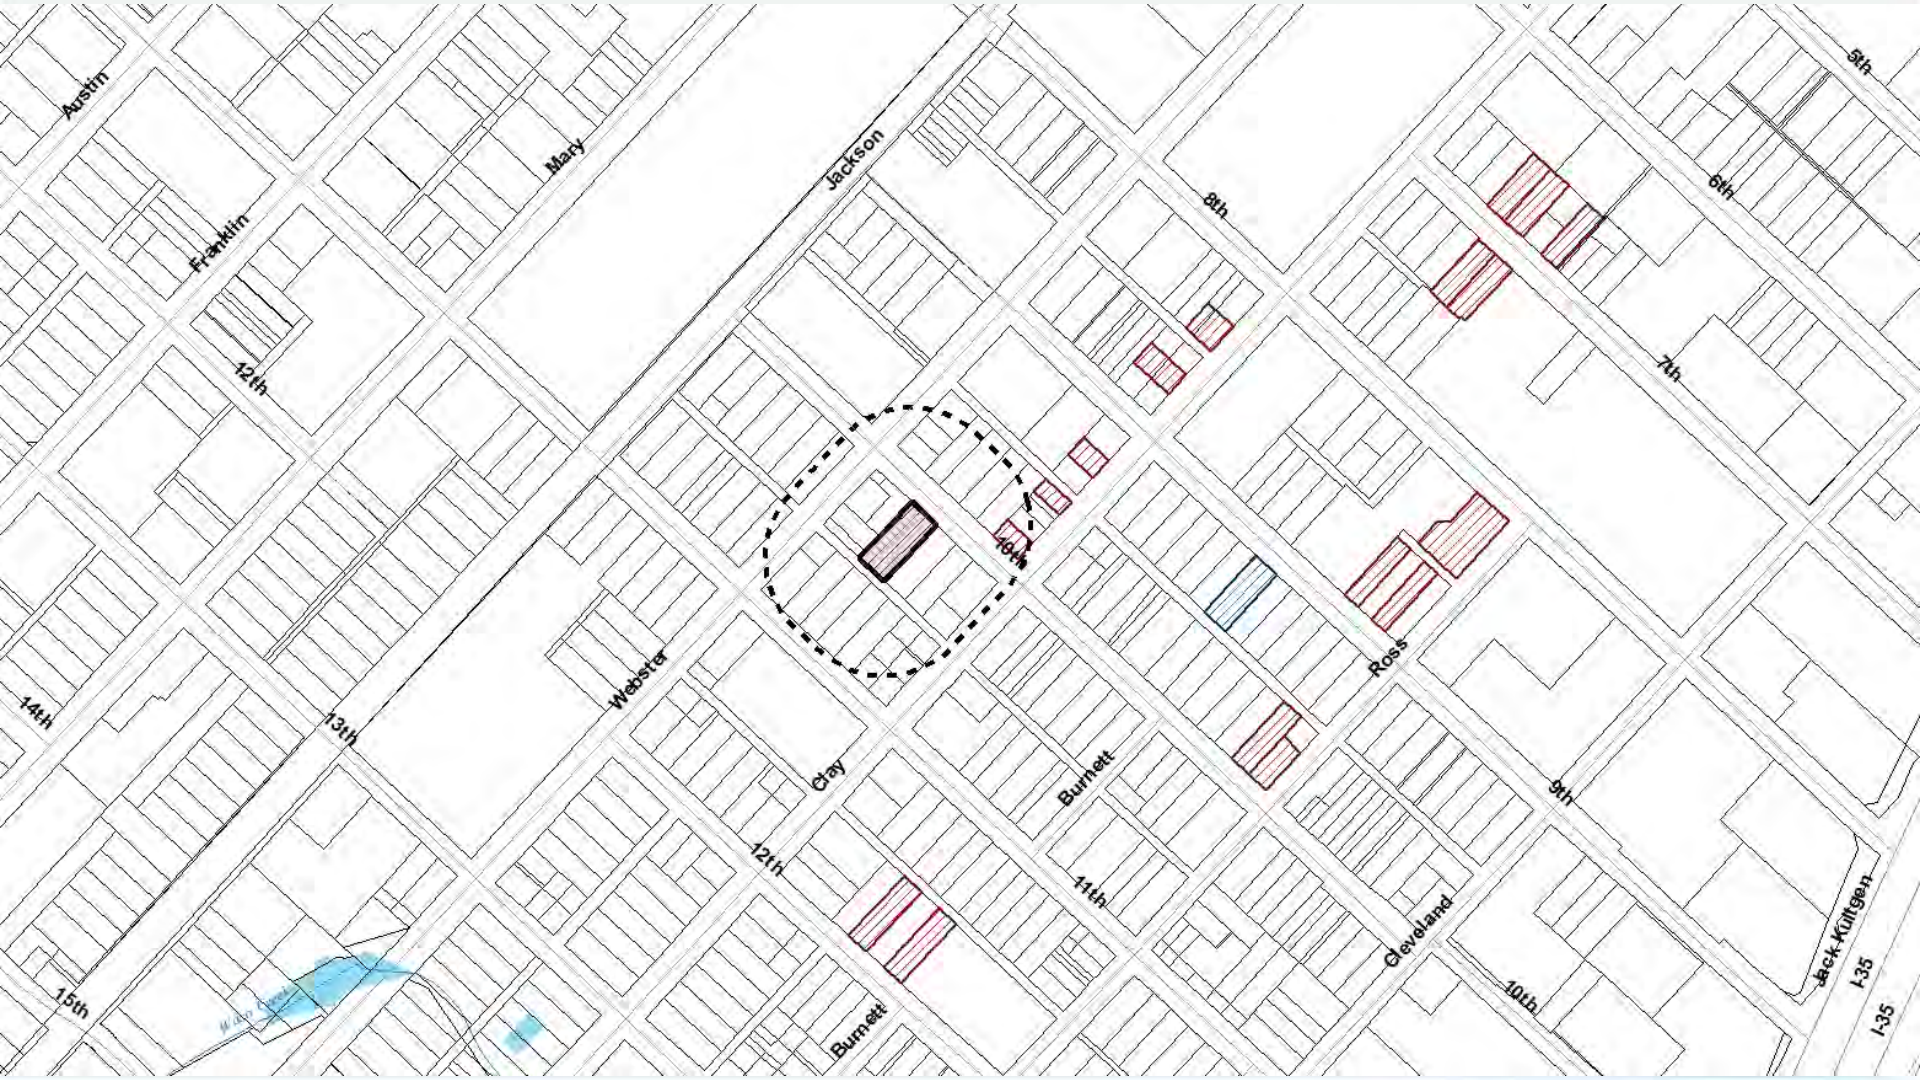 5th
Austin
Mary
Jackson
6th
8th
Franklin
7th
12th
10th
Ross
Webster
14th
13th
Clay
Burnett
9th
12th
11th
Cleveland
Jack Kultgen
I-35
15th
10th
Burnett
I-35